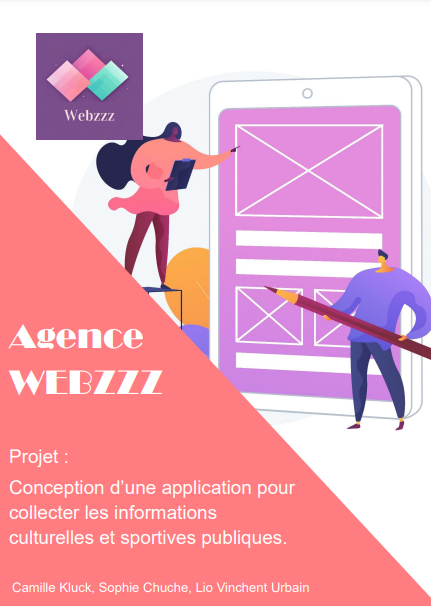 Webzzz
Agence
WEBZZZ
Projet :
Conception d'une application pour
collecter les informations
culturelles et sportives publiques.
Camille Kluck, Sophie Chuche, Lio Vinchent Urbain